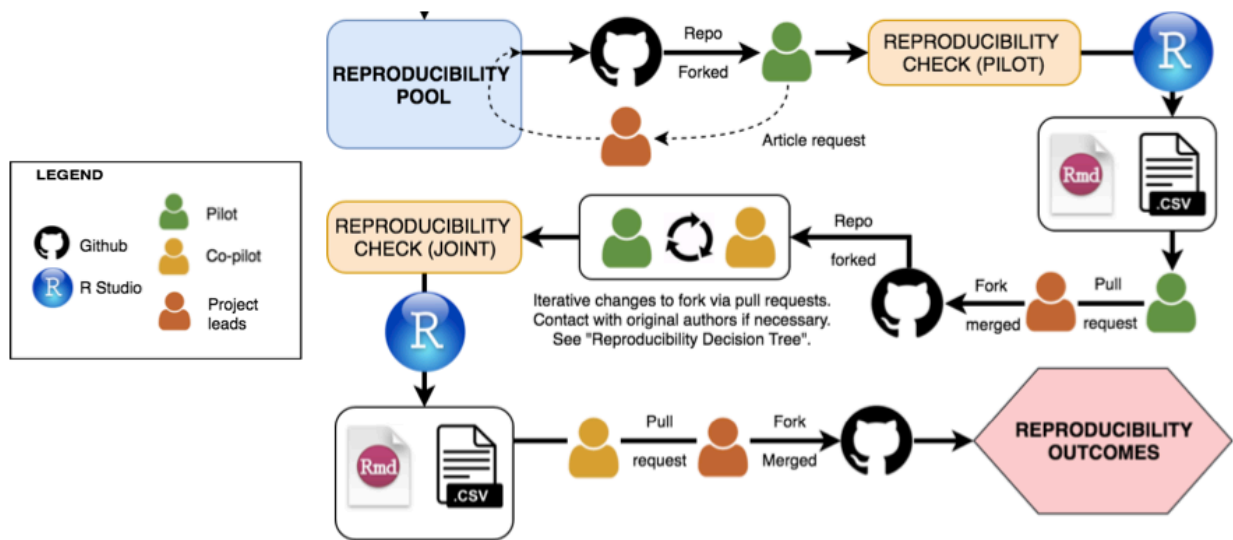 REPRODUCIBILITY
POOL
Repo
Forked
REPRODUCIBILITY
CHECK (PILOT)
R
Article request
Rmd
.CSV
LEGEND
Github
R
R Studio
Pilot
Co-pilot
Project
leads
REPRODUCIBILITY
CHECK (JOINT)
Repo
forked
Iterative changes to fork via pull requests.
Contact with original authors if necessary.
See "Reproducibility Decision Tree".
Fork
merged
Pull
request
R
Rmd
.CSV
Pull
request
Fork
Merged
REPRODUCIBILITY
OUTCOMES